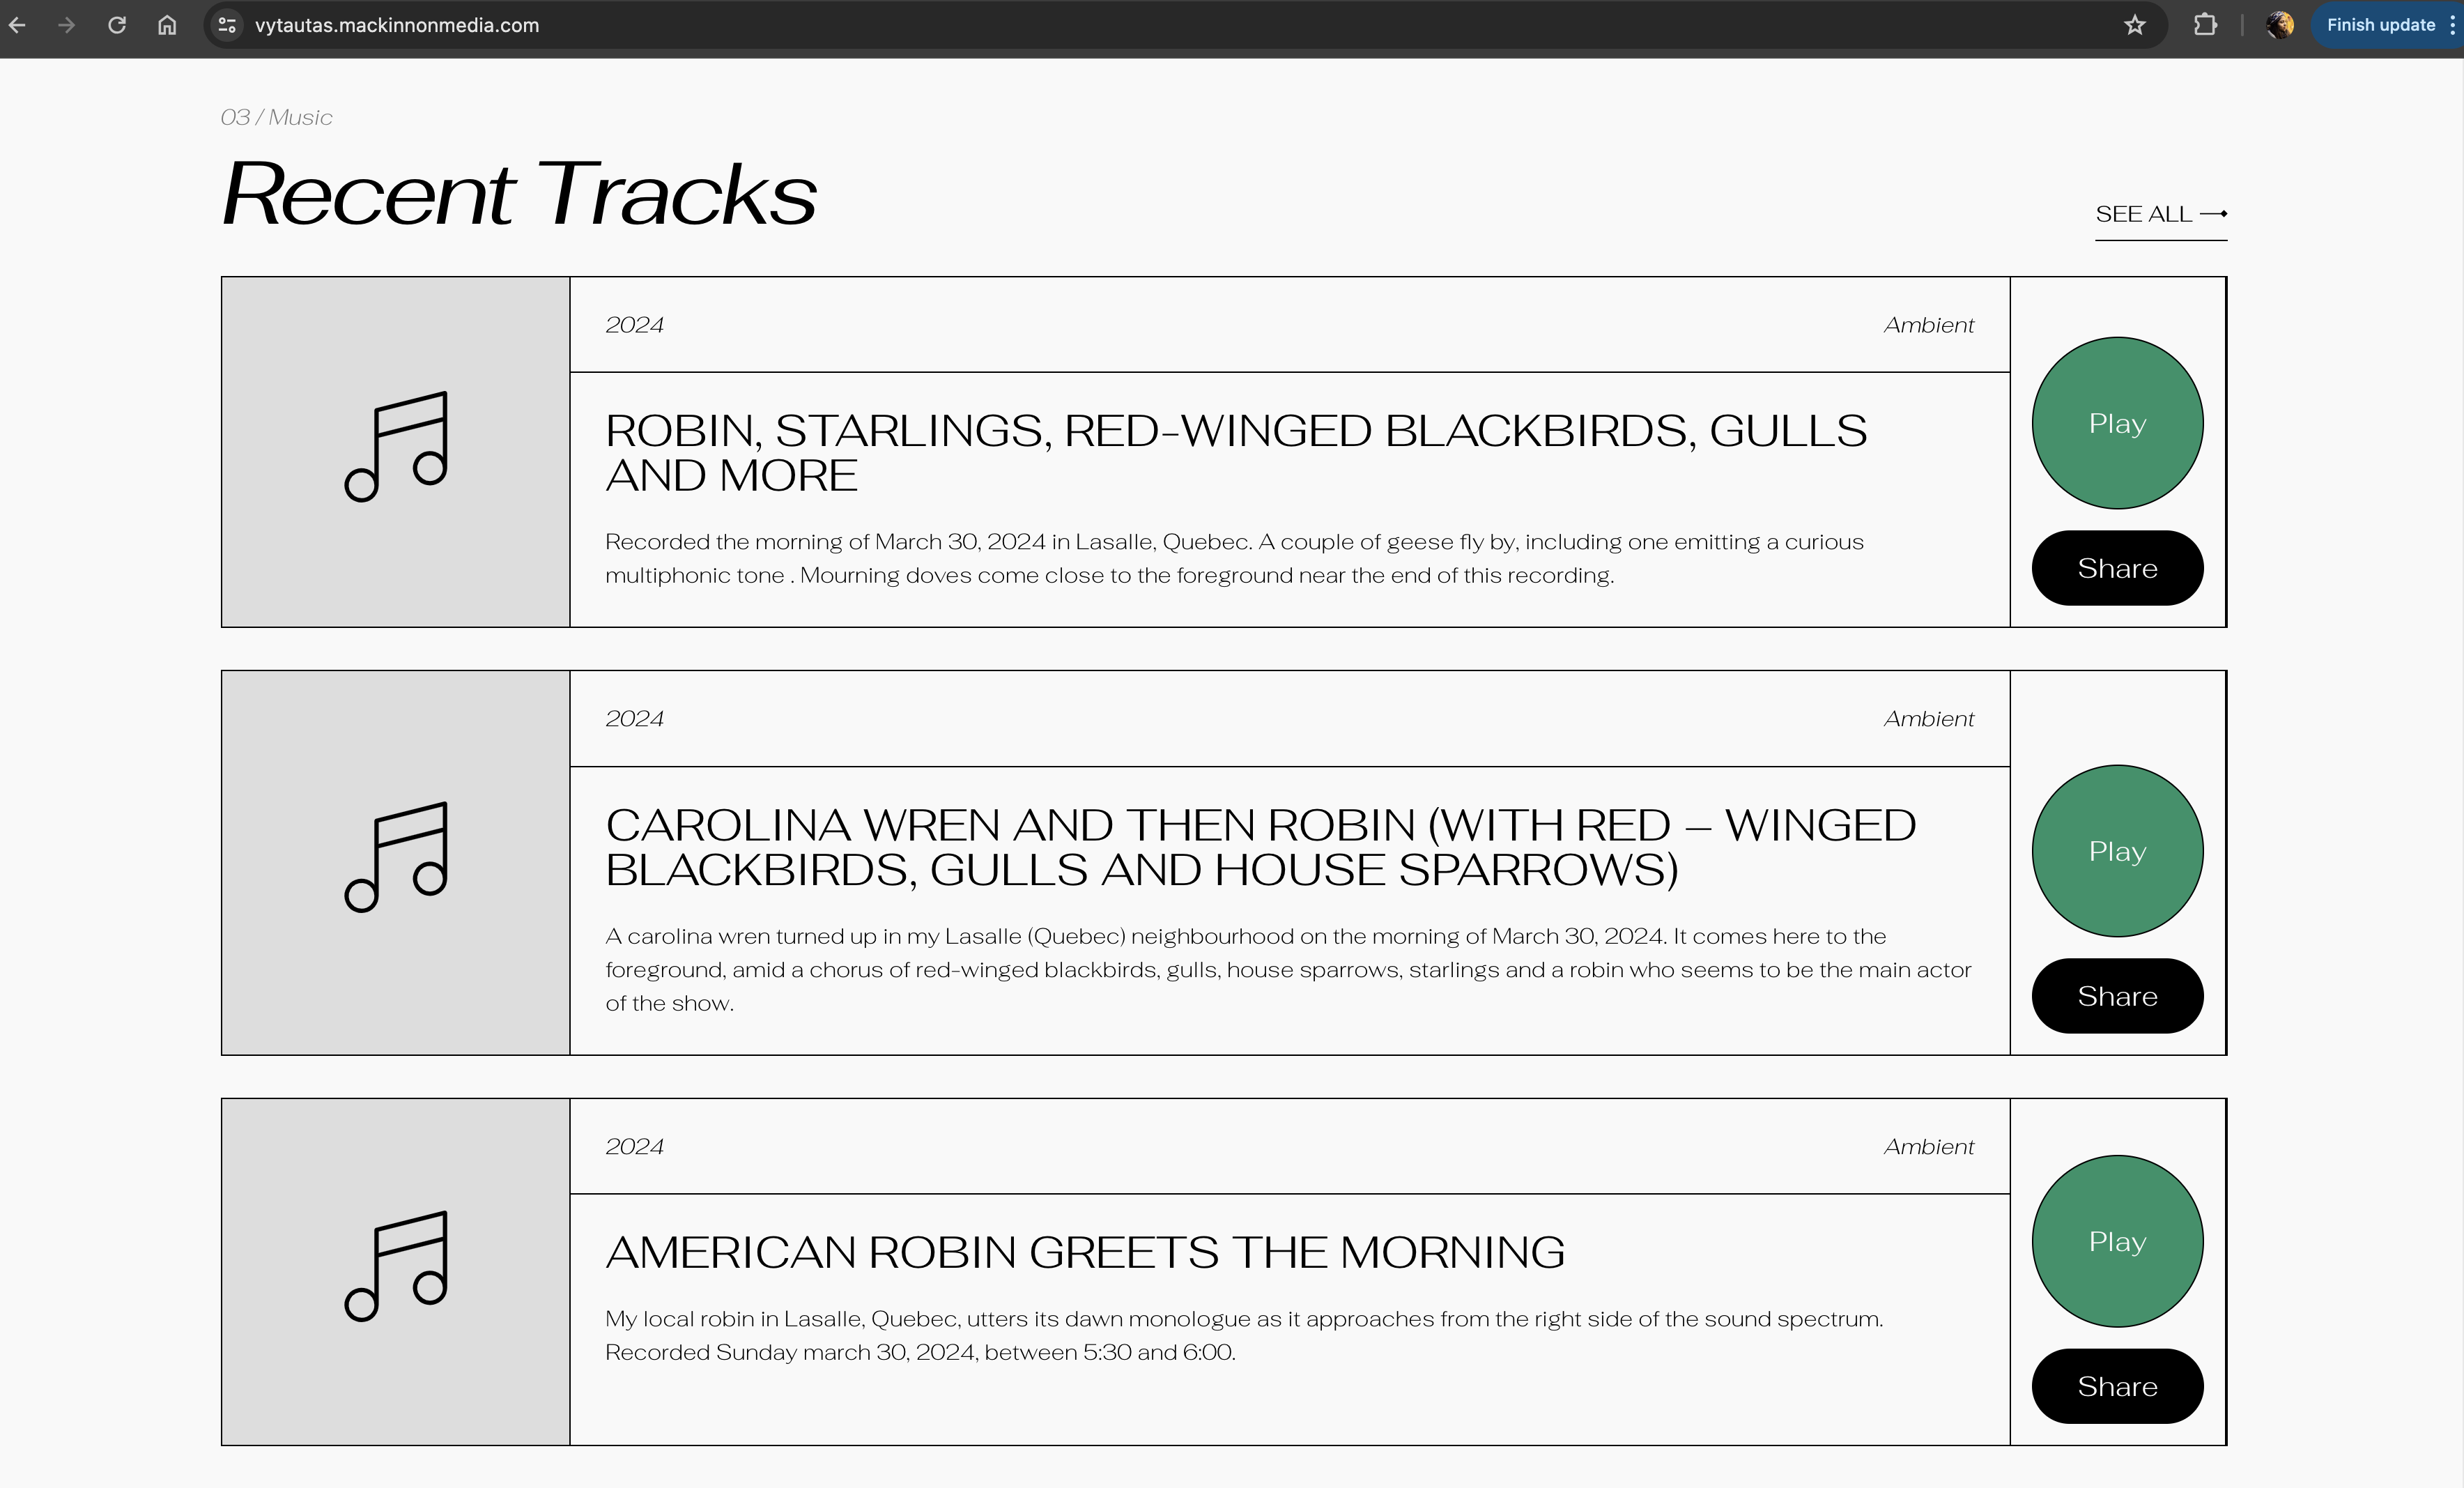 vytautas.mackinnonmedia.com
Finish update
03 / Music
Recent Tracks
SEE ALL
2024
Ambient
ROBIN, STARLINGS, RED-WINGED BLACKBIRDS, GULLS
AND MORE
Recorded the morning of March 30, 2024 in Lasalle, Quebec. A couple of geese fly by, including one emitting a curious
multiphonic tone . Mourning doves come close to the foreground near the end of this recording.
Play
Share
2024
Ambient
CAROLINA WREN AND THEN ROBIN (WITH RED – WINGED
BLACKBIRDS, GULLS AND HOUSE SPARROWS)
A carolina wren turned up in my Lasalle (Quebec) neighbourhood on the morning of March 30, 2024. It comes here to the
foreground, amid a chorus of red-winged blackbirds, gulls, house sparrows, starlings and a robin who seems to be the main actor
of the show.
Play
Share
2024
Ambient
AMERICAN ROBIN GREETS THE MORNING
My local robin in Lasalle, Quebec, utters its dawn monologue as it approaches from the right side of the sound spectrum.
Recorded Sunday march 30, 2024, between 5:30 and 6:00.
Play
Share